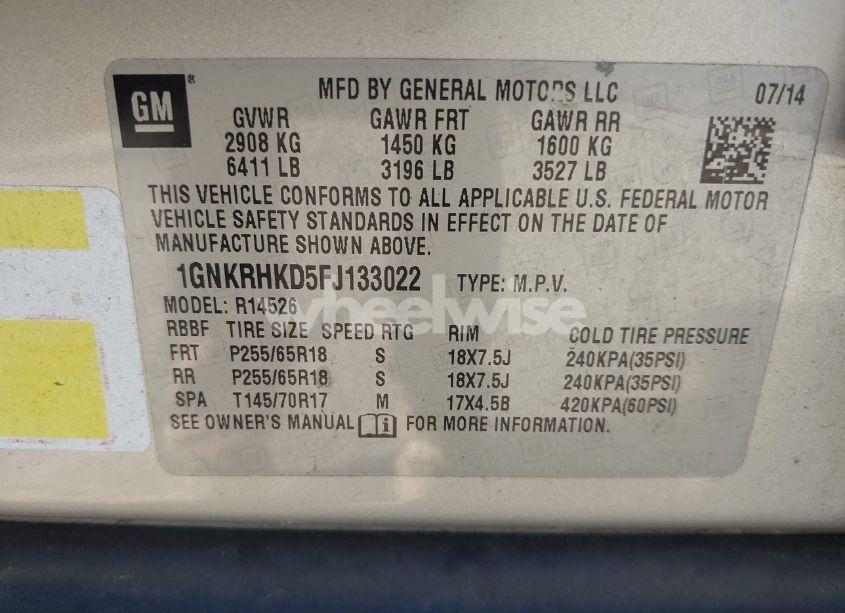 GM
MFD BY GENERAL MOTORS LLC 07/14
GVWR GAWR FRT GAWR RR
2908 KG 1450 KG 1600 KG
6411 LB 3196 LB 3527 LB
THIS VEHICLE CONFORMS TO ALL APPLICABLE U.S. FEDERAL MOTOR
VEHICLE SAFETY STANDARDS IN EFFECT ON THE DATE OF
MANUFACTURE SHOWN ABOVE.
1GNKRHKD5FJ133022 TYPE: M.P.V.
MODEL: R14526
wheelwise
RBBF TIRE SIZE SPEED RTG RIM COLD TIRE PRESSURE
FRT P255/65R18 S 18X7.5J 240KPA(35PSI)
RR P255/65R18 S 18X7.5J 240KPA(35PSI)
SPA T145/70R17 M 17X4.5B 420KPA(60PSI)
SEE OWNER'S MANUAL FOR MORE INFORMATION.